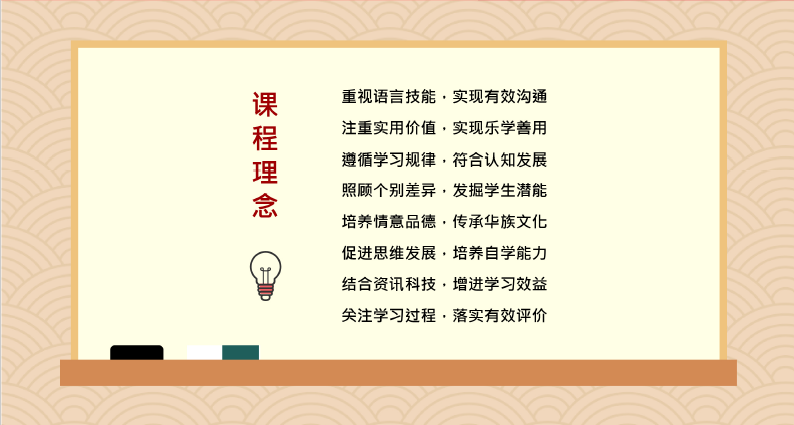 课程理念
重视语言技能，实现有效沟通
注重实用价值，实现乐学善用
遵循学习规律，符合认知发展
照顾个别差异，发掘学生潜能
培养情意品德，传承华族文化
促进思维发展，培养自学能力
结合资讯科技，增进学习效益
关注学习过程，落实有效评价